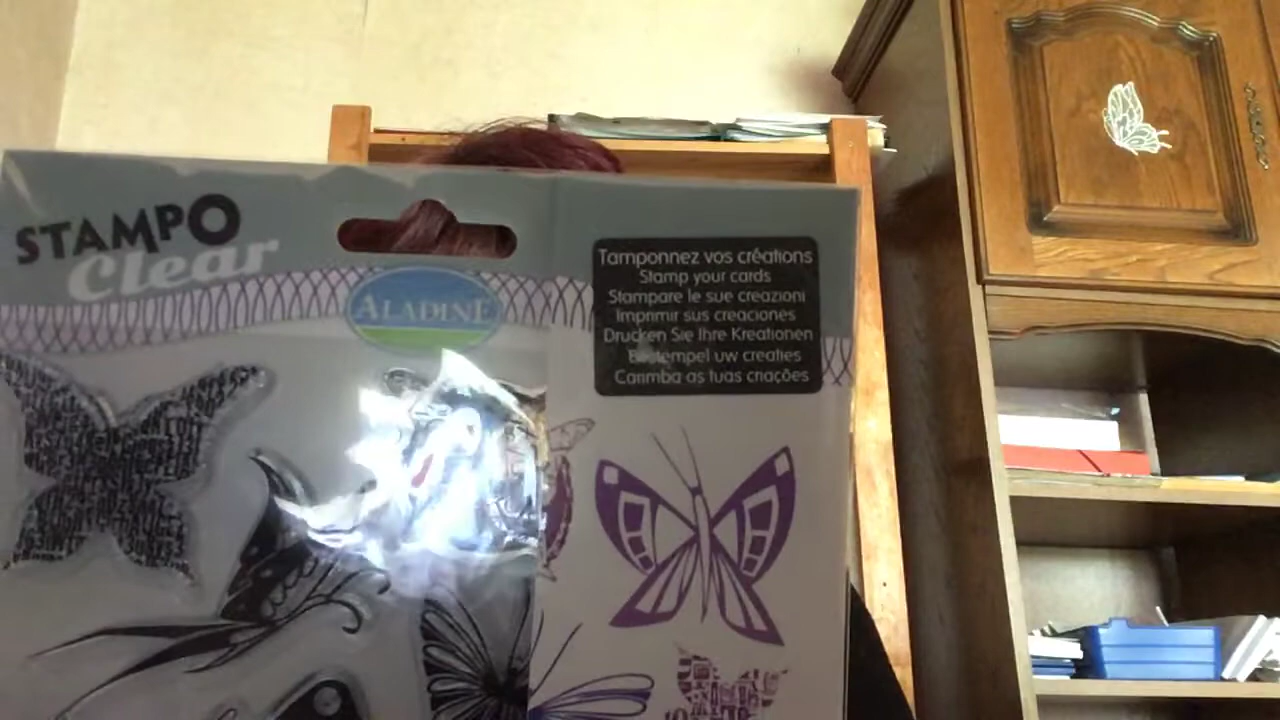 STAMPO
Clear
ALADINE
Tamponnez vos créations
Stamp your cards
Stampare le sue creazioni
Imprimir sus creaciones
Drucken Sie Ihre Kreationen
Bestempel uw creaties
Carimba as tuas criações